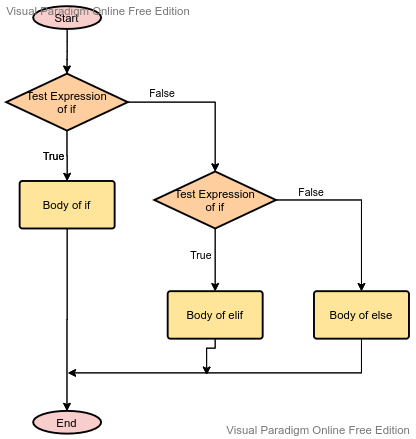 Visual Paradigm Online Free Edition
Start
Test Expression
of if
False
True
Test Expression
of if
False
Body of if
True
Body of elif
Body of else
End
Visual Paradigm Online Free Edition